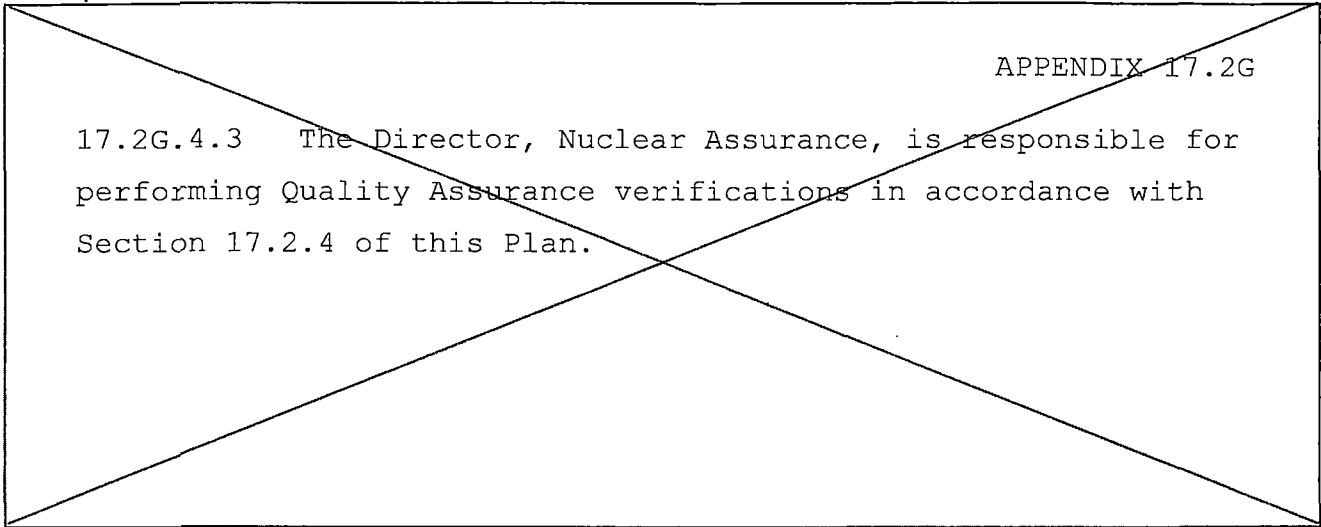 APPENDIX 17.2G
17.2G.4.3 The Director, Nuclear Assurance, is responsible for
performing Quality Assurance verifications in accordance with
Section 17.2.4 of this Plan.